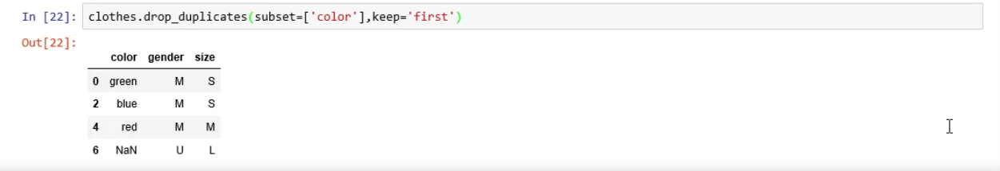 In [22]: clothes.drop_duplicates(subset=['color'],keep='first')
Out[22]:
color gender size
0 green M S
2 blue M S
4 red M M
6 NaN U L